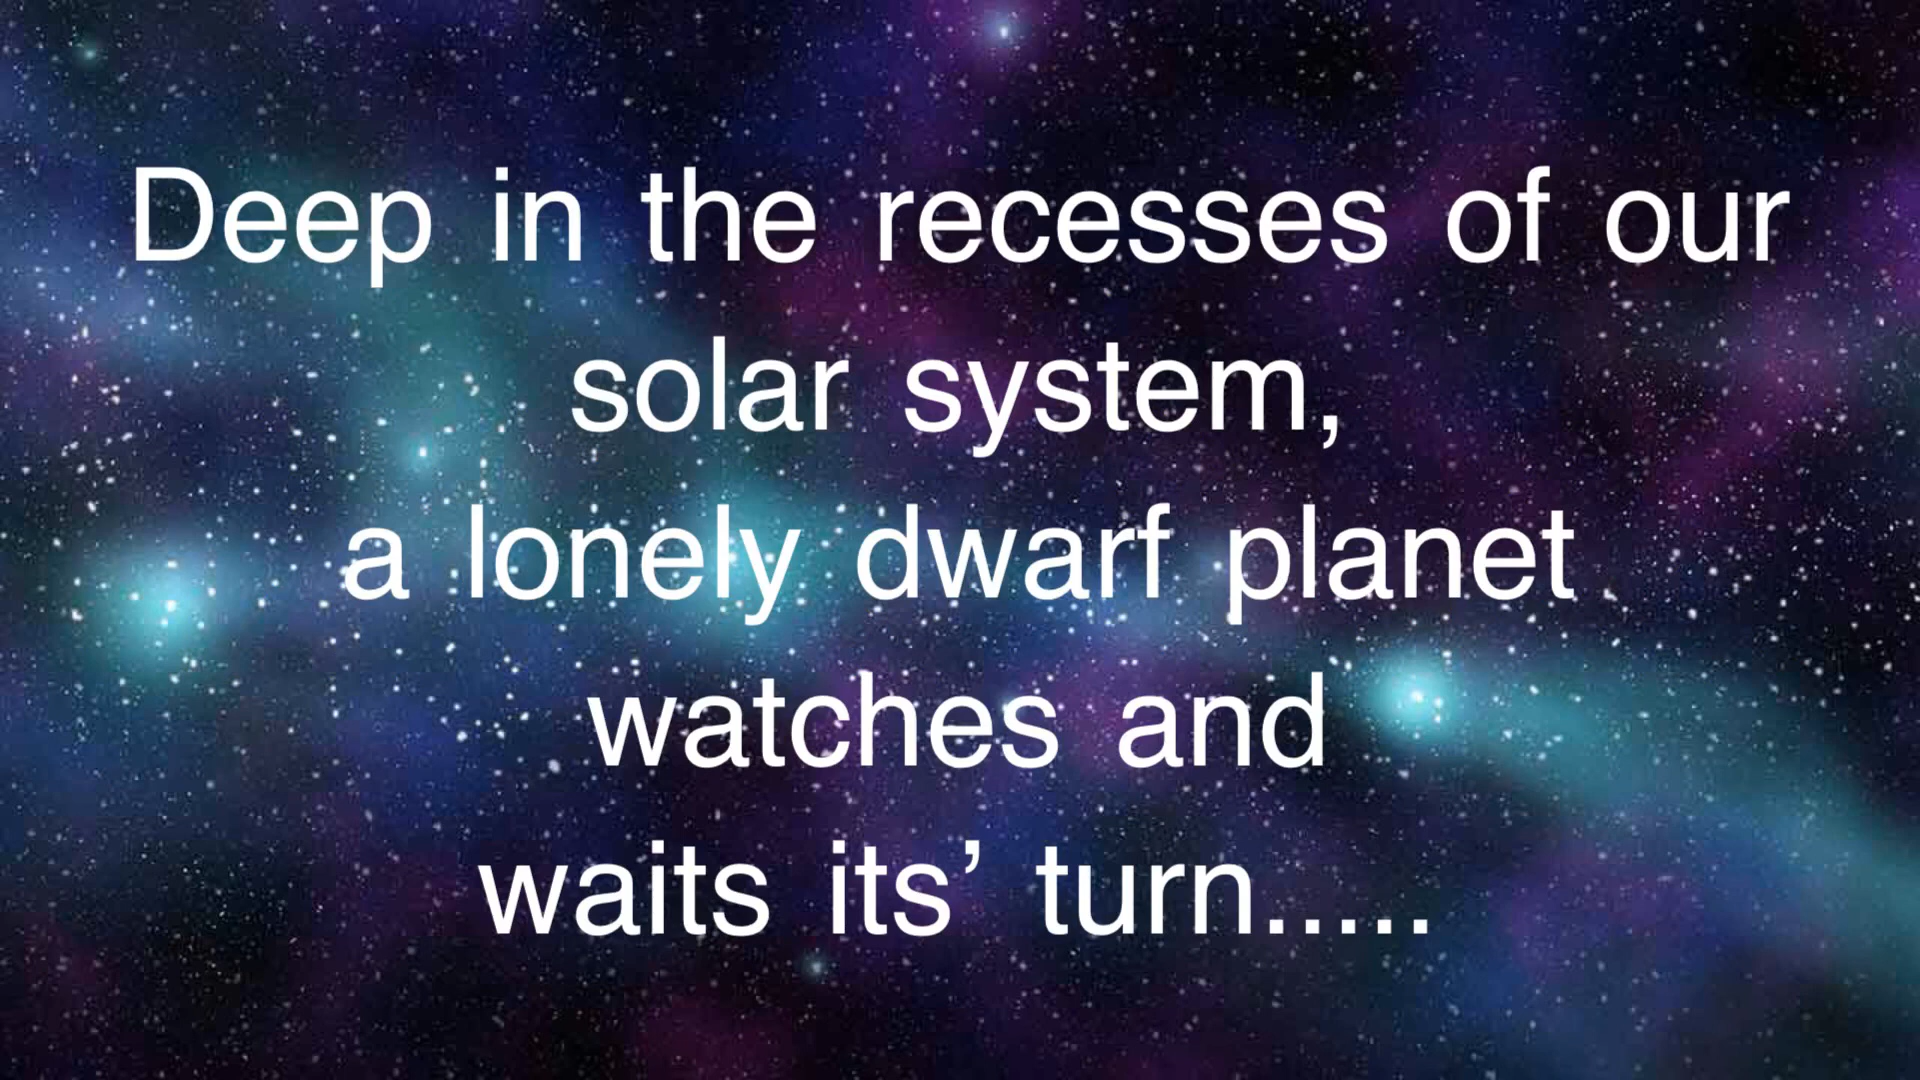 Deep in the recesses of our
solar system,
a lonely dwarf planet
watches and
waits its’ turn.....